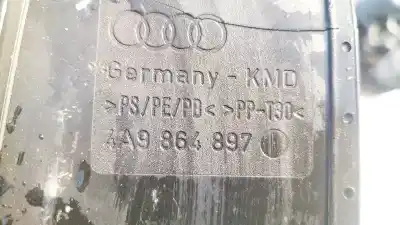 Germany - KMD
>PS/PE/PD< >PP-T30<
4A9 864 897